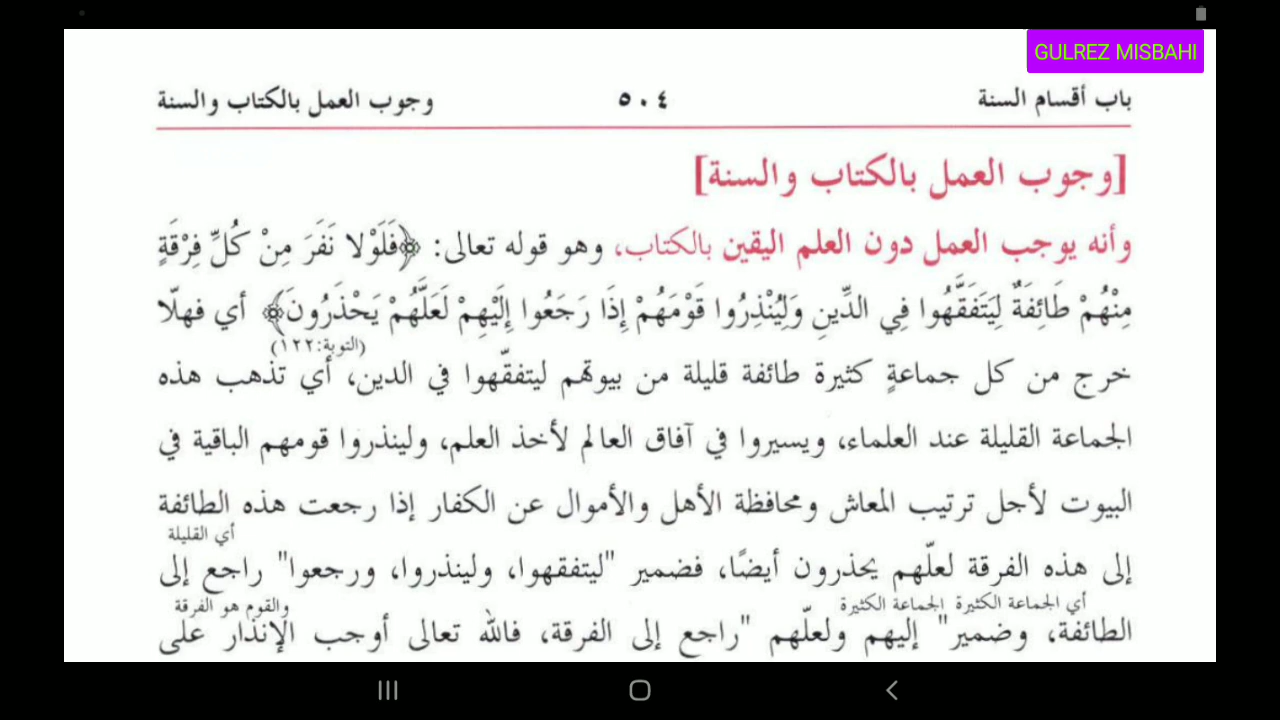 GULREZ MISBAHI
باب أقسام السنة ٥٠٤ وجوب العمل بالكتاب والسنة
[وجوب العمل بالكتاب والسنة]
وأنه يوجب العمل دون العلم اليقين بالكتاب، وهو قوله تعالى: ﴿فَلَوْلا نَفَرَ مِنْ كُلِّ فِرْقَةٍ
مِنْهُمْ طَائِفَةٌ لِيَتَفَقَّهُوا فِي الدِّينِ وَلِيُنْذِرُوا قَوْمَهُمْ إِذَا رَجَعُوا إِلَيْهِمْ لَعَلَّهُمْ يَحْذَرُونَ﴾ أي فهلّا
(التوبة:١٢٢)
خرج من كل جماعةٍ كثيرة طائفة قليلة من بيوتهم ليتفقّهوا في الدين، أي تذهب هذه
الجماعة القليلة عند العلماء، ويسيروا في آفاق العالم لأخذ العلم، ولينذروا قومهم الباقية في
البيوت لأجل ترتيب المعاش ومحافظة الأهل والأموال عن الكفار إذا رجعت هذه الطائفة
أي القليلة
إلى هذه الفرقة لعلّهم يحذرون أيضًا، فضمير "ليتفقهوا، ولينذروا، ورجعوا" راجع إلى
أي الجماعة الكثيرة الجماعة الكثيرة والقوم هو الفرقة
الطائفة، وضمير" إليهم ولعلّهم "راجع إلى الفرقة، فالله تعالى أوجب الإنذار على